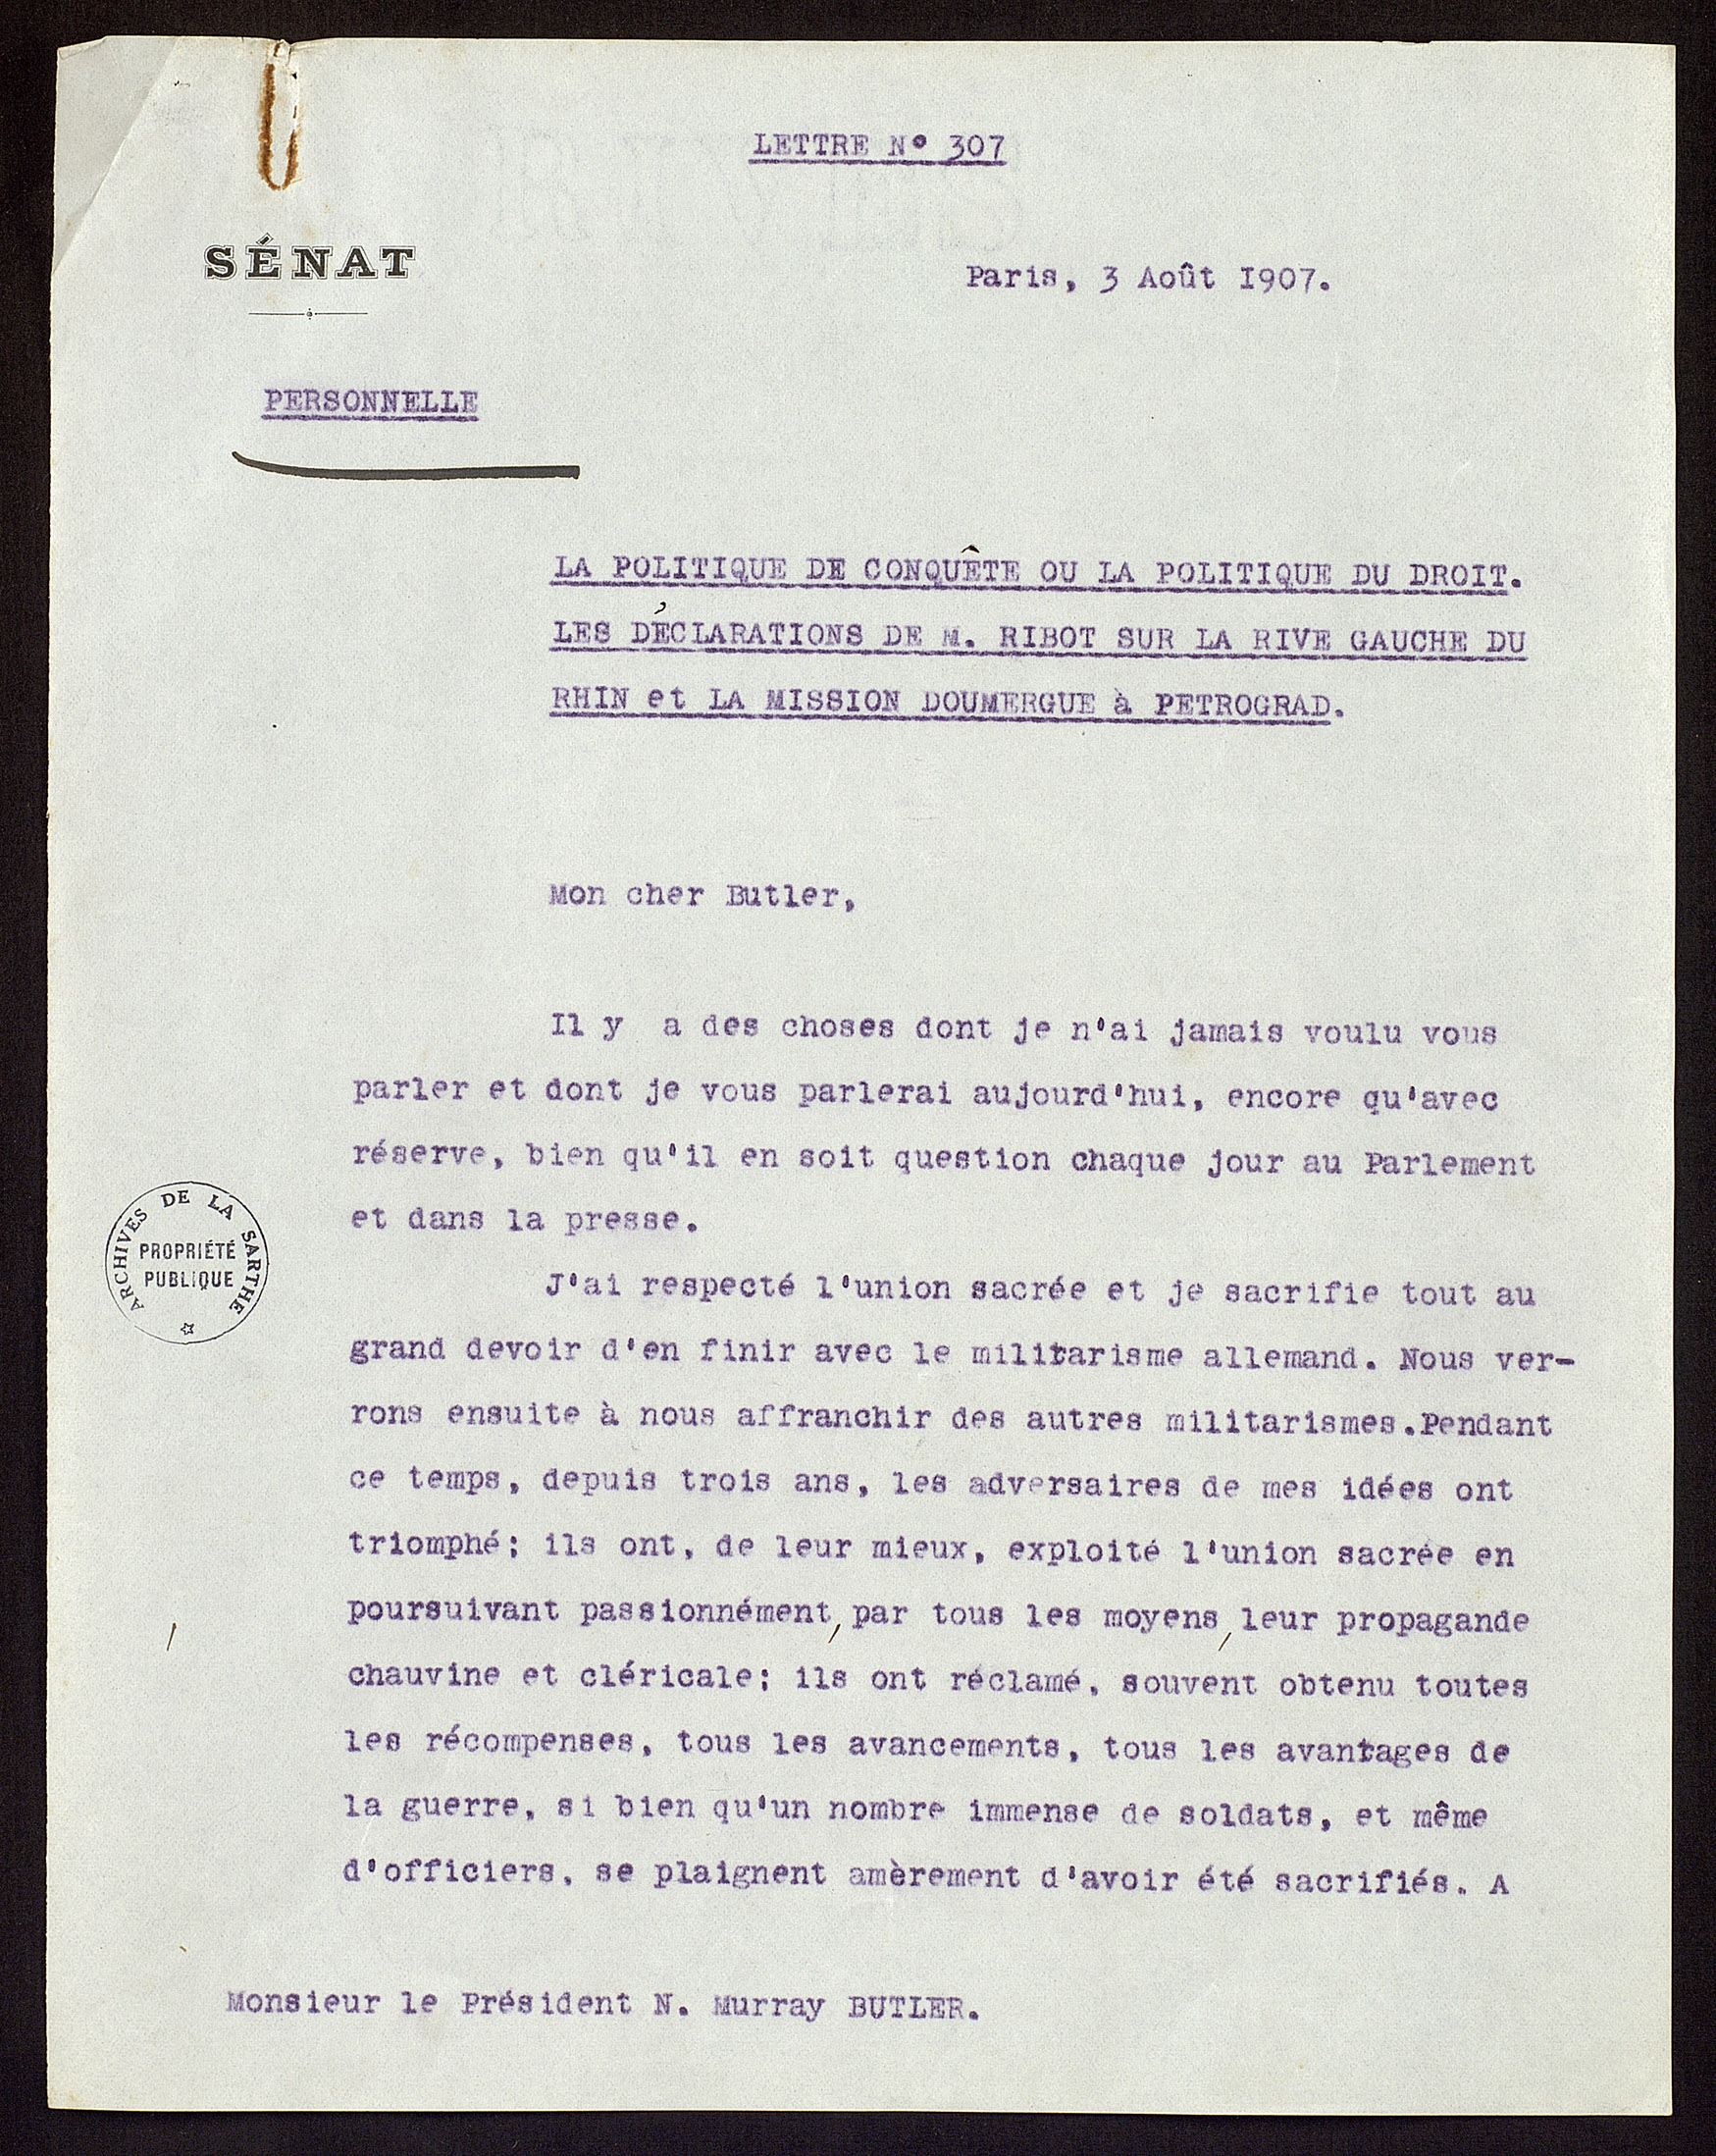 LETTRE N° 307
SÉNAT
Paris, 3 Août I907.
PERSONNELLE
LA POLITIQUE DE CONQUÊTE OU LA POLITIQUE DU DROIT.
LES DÉCLARATIONS DE M. RIBOT SUR LA RIVE GAUCHE DU
RHIN et LA MISSION DOUMERGUE à PETROGRAD.
Mon cher Butler,
Il y a des choses dont je n'ai jamais voulu vous
parler et dont je vous parlerai aujourd'hui, encore qu'avec
réserve, bien qu'il en soit question chaque jour au Parlement
et dans la presse.
J'ai respecté l'union sacrée et je sacrifie tout au
grand devoir d'en finir avec le militarisme allemand. Nous ver-
rons ensuite à nous affranchir des autres militarismes.Pendant
ce temps, depuis trois ans, les adversaires de mes idées ont
triomphé; ils ont, de leur mieux, exploité l'union sacrée en
poursuivant passionnément, par tous les moyens, leur propagande
chauvine et cléricale; ils ont réclamé, souvent obtenu toutes
les récompenses, tous les avancements, tous les avantages de
la guerre, si bien qu'un nombre immense de soldats, et même
d'officiers, se plaignent amèrement d'avoir été sacrifiés. A
Monsieur le Président N. Murray BUTLER.
ARCHIVES DE LA SARTHE
PROPRIÉTÉ
PUBLIQUE